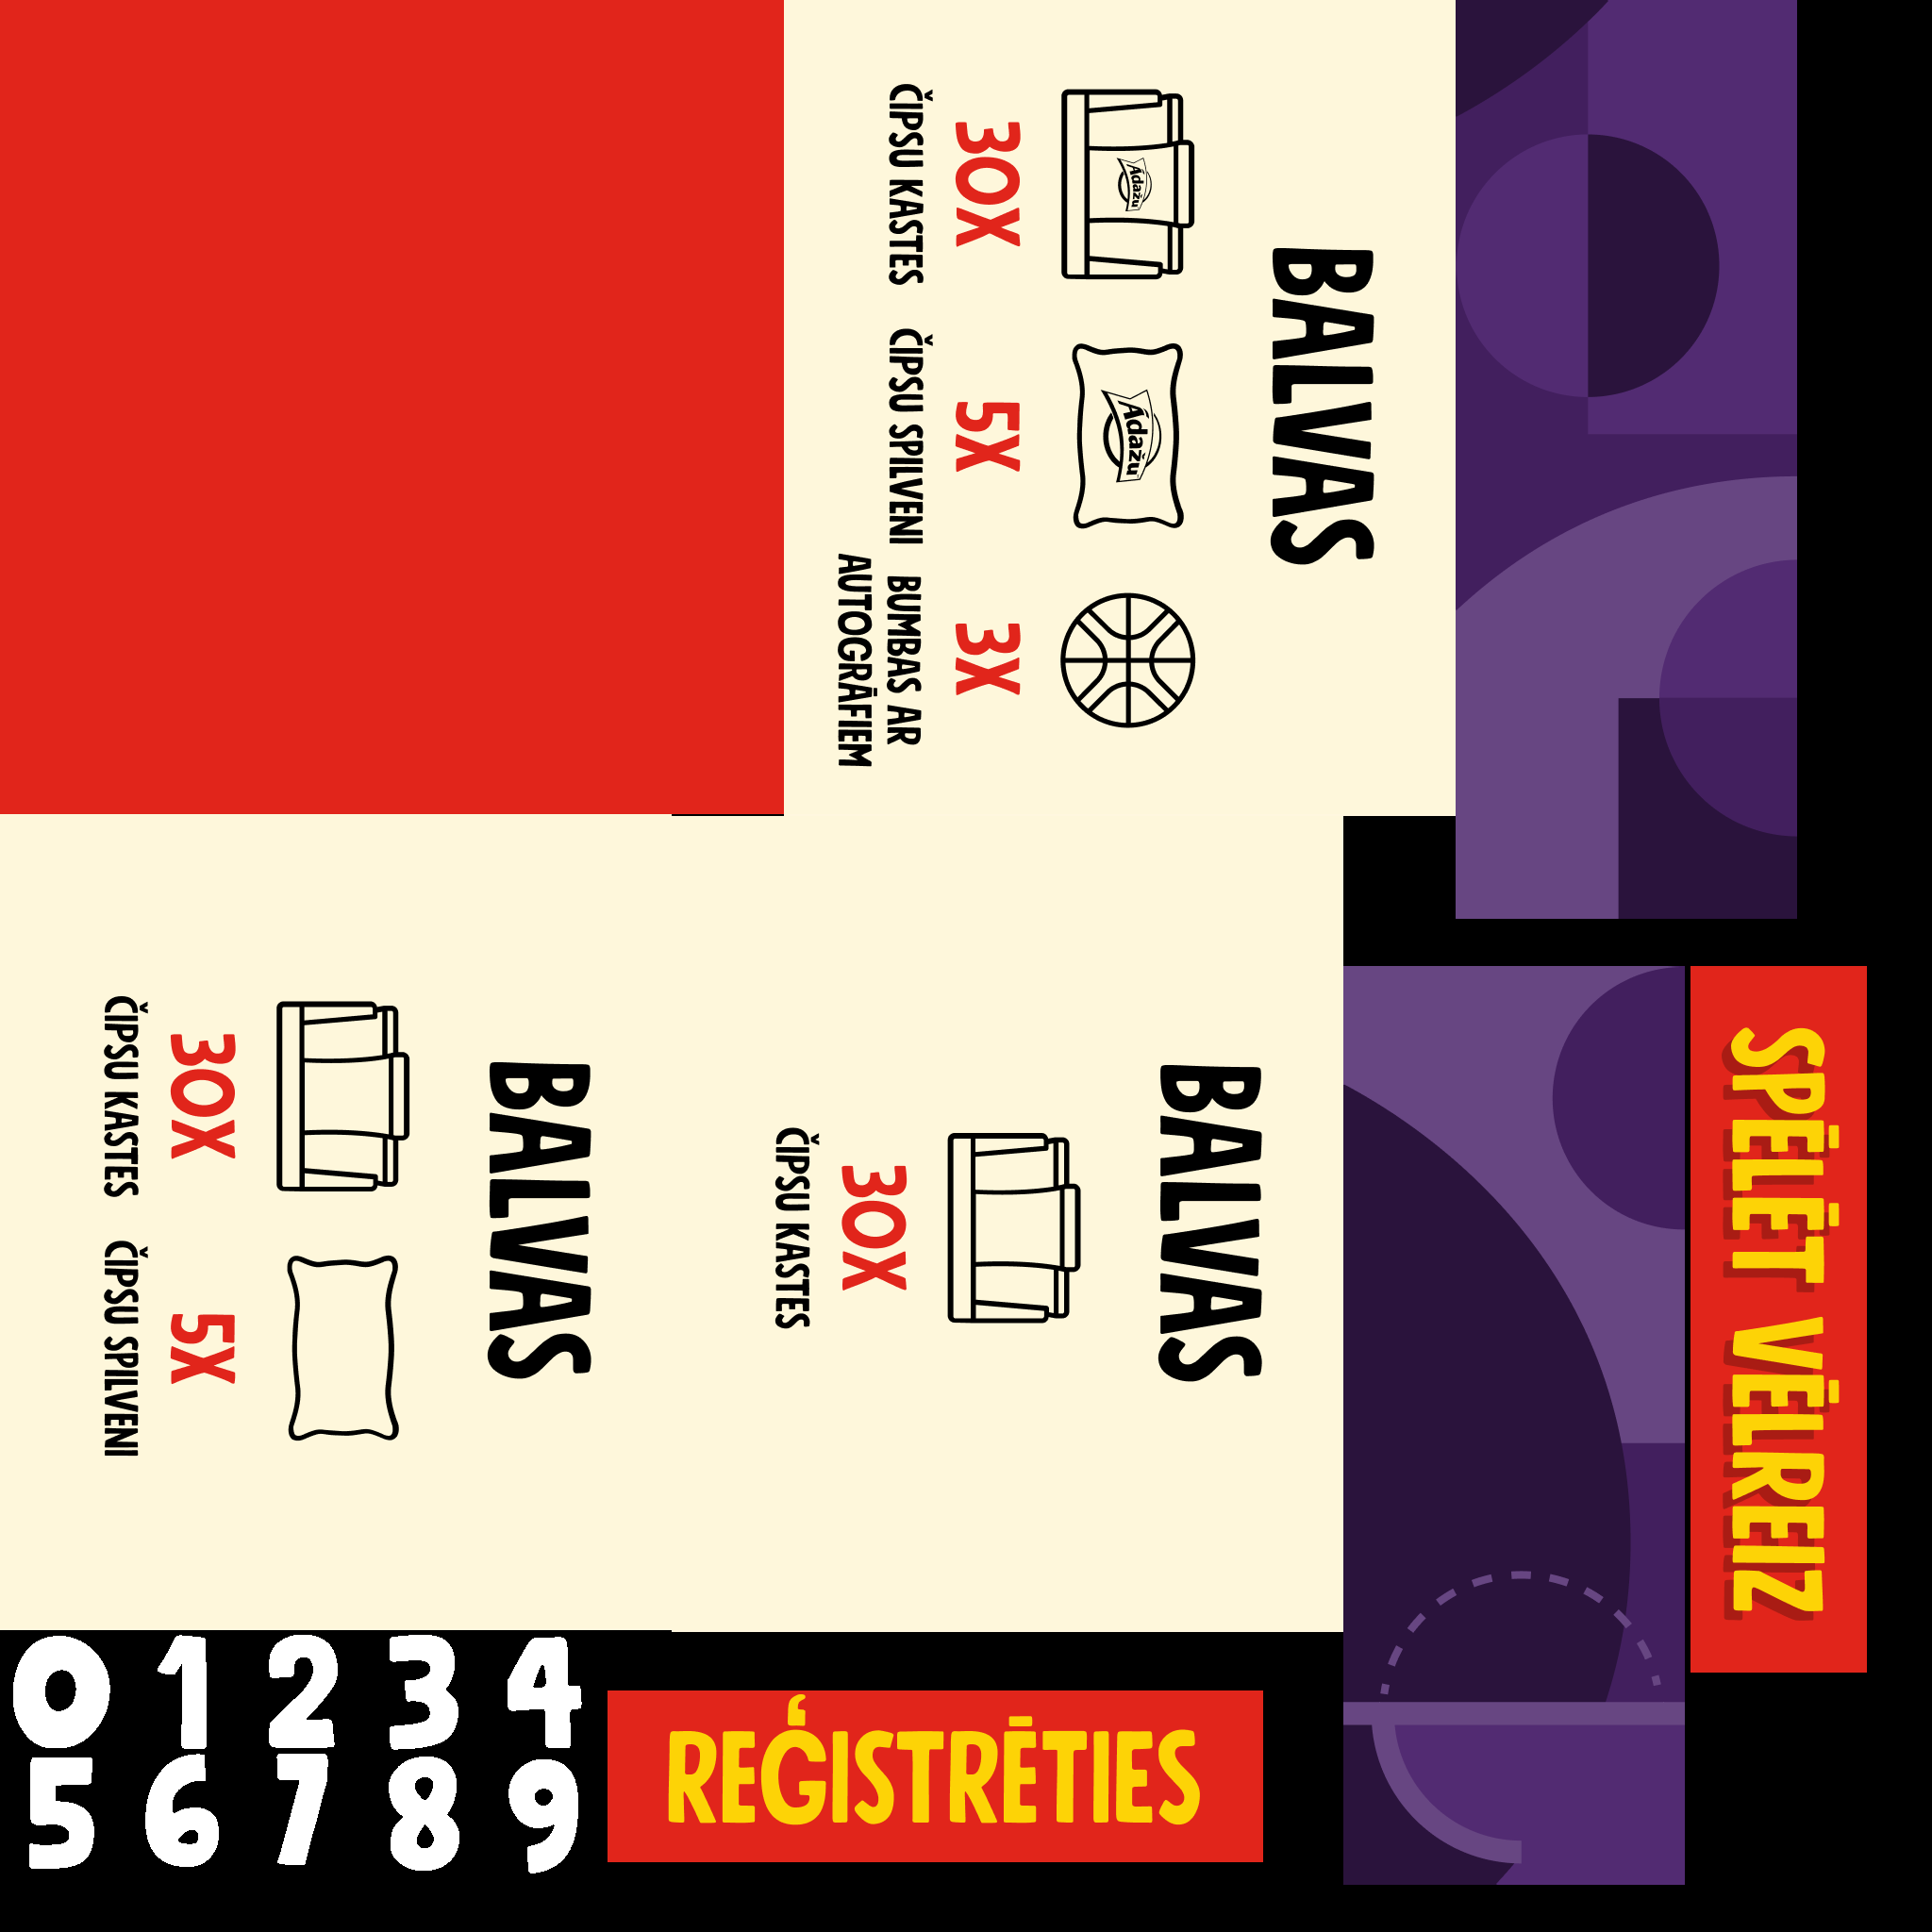 BALVAS
Ādažu
Ādažu
30X
5X
3X
ČIPSU KASTES
ČIPSU SPILVENI
BUMBAS AR
AUTOGRĀFIEM
BALVAS
30X
5X
ČIPSU KASTES
ČIPSU SPILVENI
BALVAS
30X
ČIPSU KASTES
SPĒLĒT VĒLREIZ
0 1 2 3 4
5 6 7 8 9
REĢISTRĒTIES